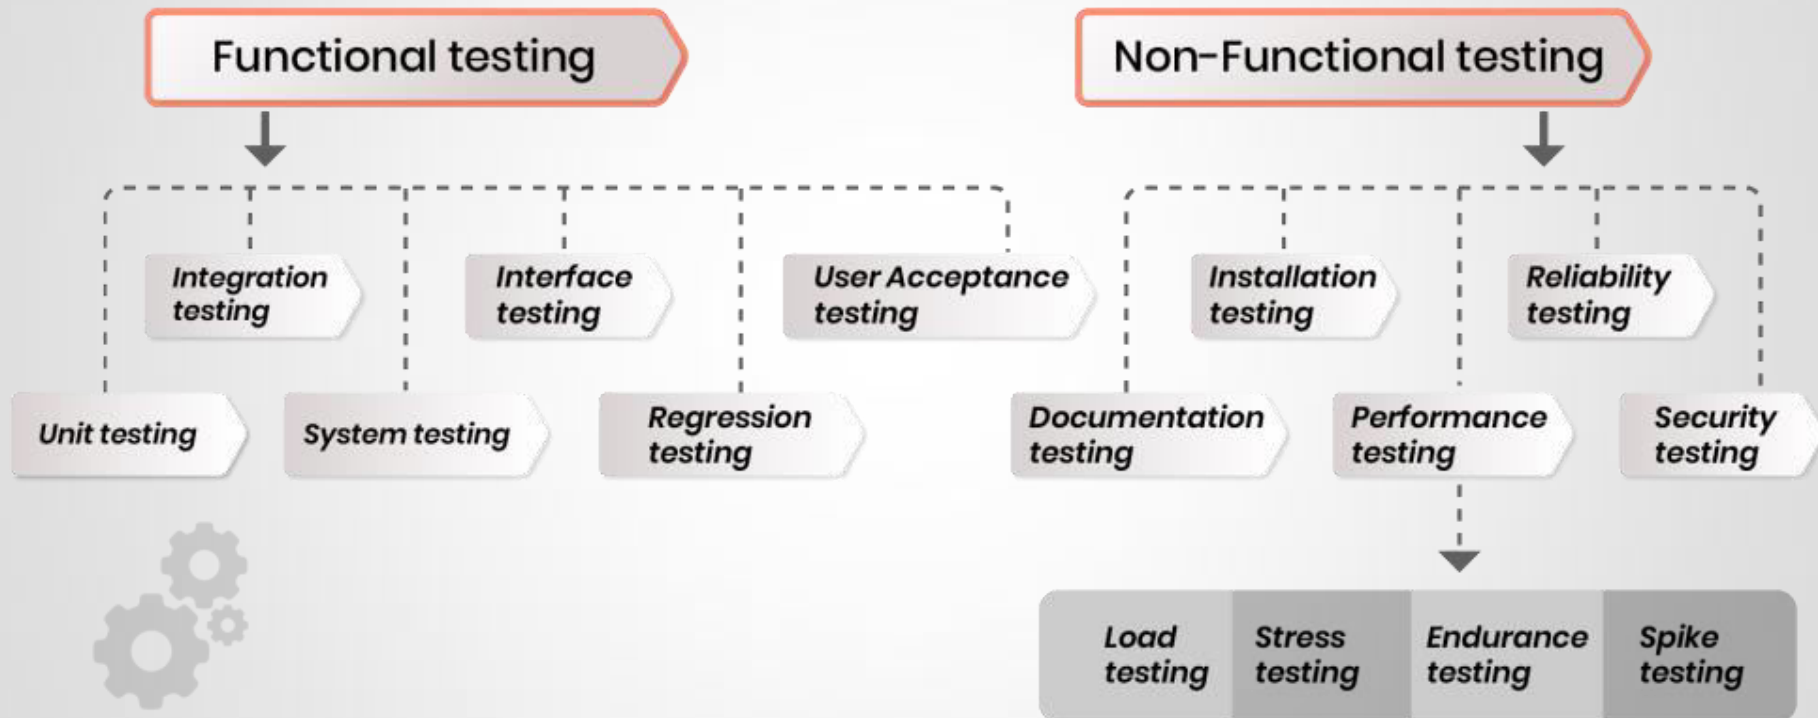 Functional testing
Non-Functional testing
Integration
testing
Interface
testing
User Acceptance
testing
Installation
testing
Reliability
testing
Unit testing
System testing
Regression
testing
Documentation
testing
Performance
testing
Security
testing
Load
testing
Stress
testing
Endurance
testing
Spike
testing